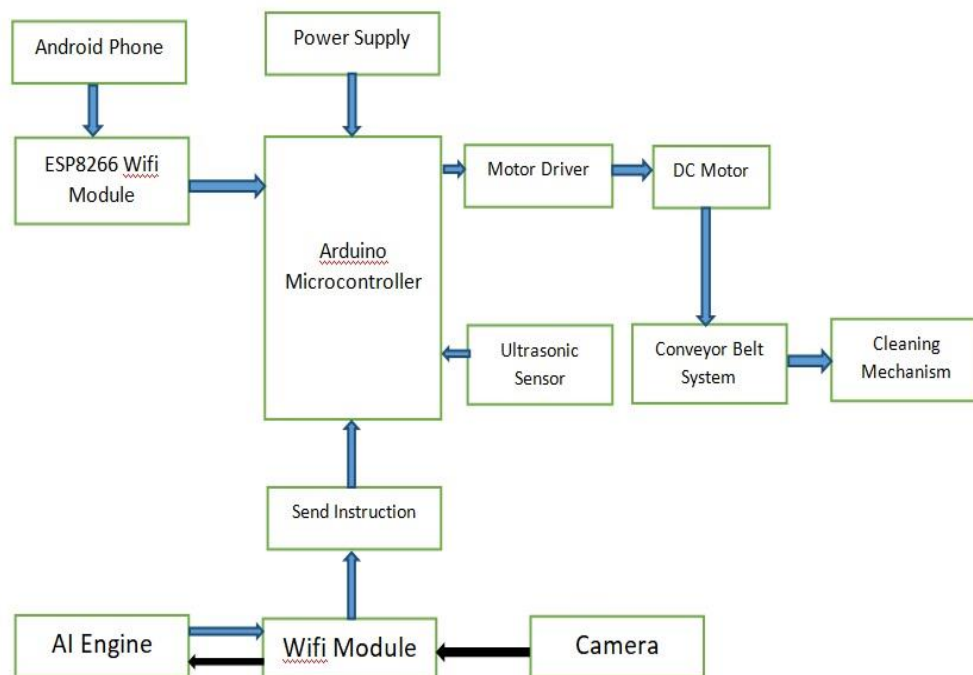 Android Phone
Power Supply
ESP8266 Wifi
Module
Motor Driver
DC Motor
Arduino
Microcontroller
Ultrasonic
Sensor
Conveyor Belt
System
Cleaning
Mechanism
Send Instruction
AI Engine
Wifi Module
Camera